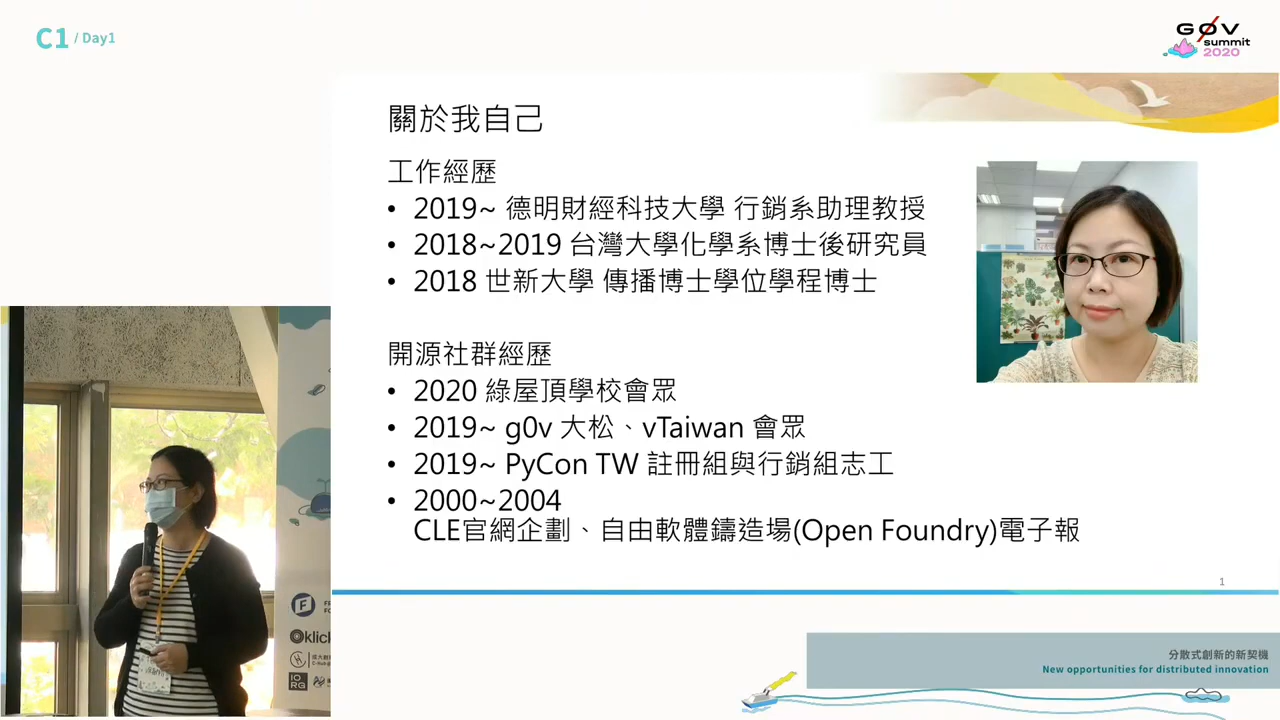 C1 / Day1
GØV
summit
2020
關於我自己
工作經歷
• 2019~ 德明財經科技大學 行銷系助理教授
• 2018~2019 台灣大學化學系博士後研究員
• 2018 世新大學 傳播博士學位學程博士
開源社群經歷
• 2020 綠屋頂學校會眾
• 2019~ g0v 大松、vTaiwan 會眾
• 2019~ PyCon TW 註冊組與行銷組志工
• 2000~2004
CLE官網企劃、自由軟體鑄造場(Open Foundry)電子報
1
klick
IORG
分散式創新的新契機
New opportunities for distributed innovation